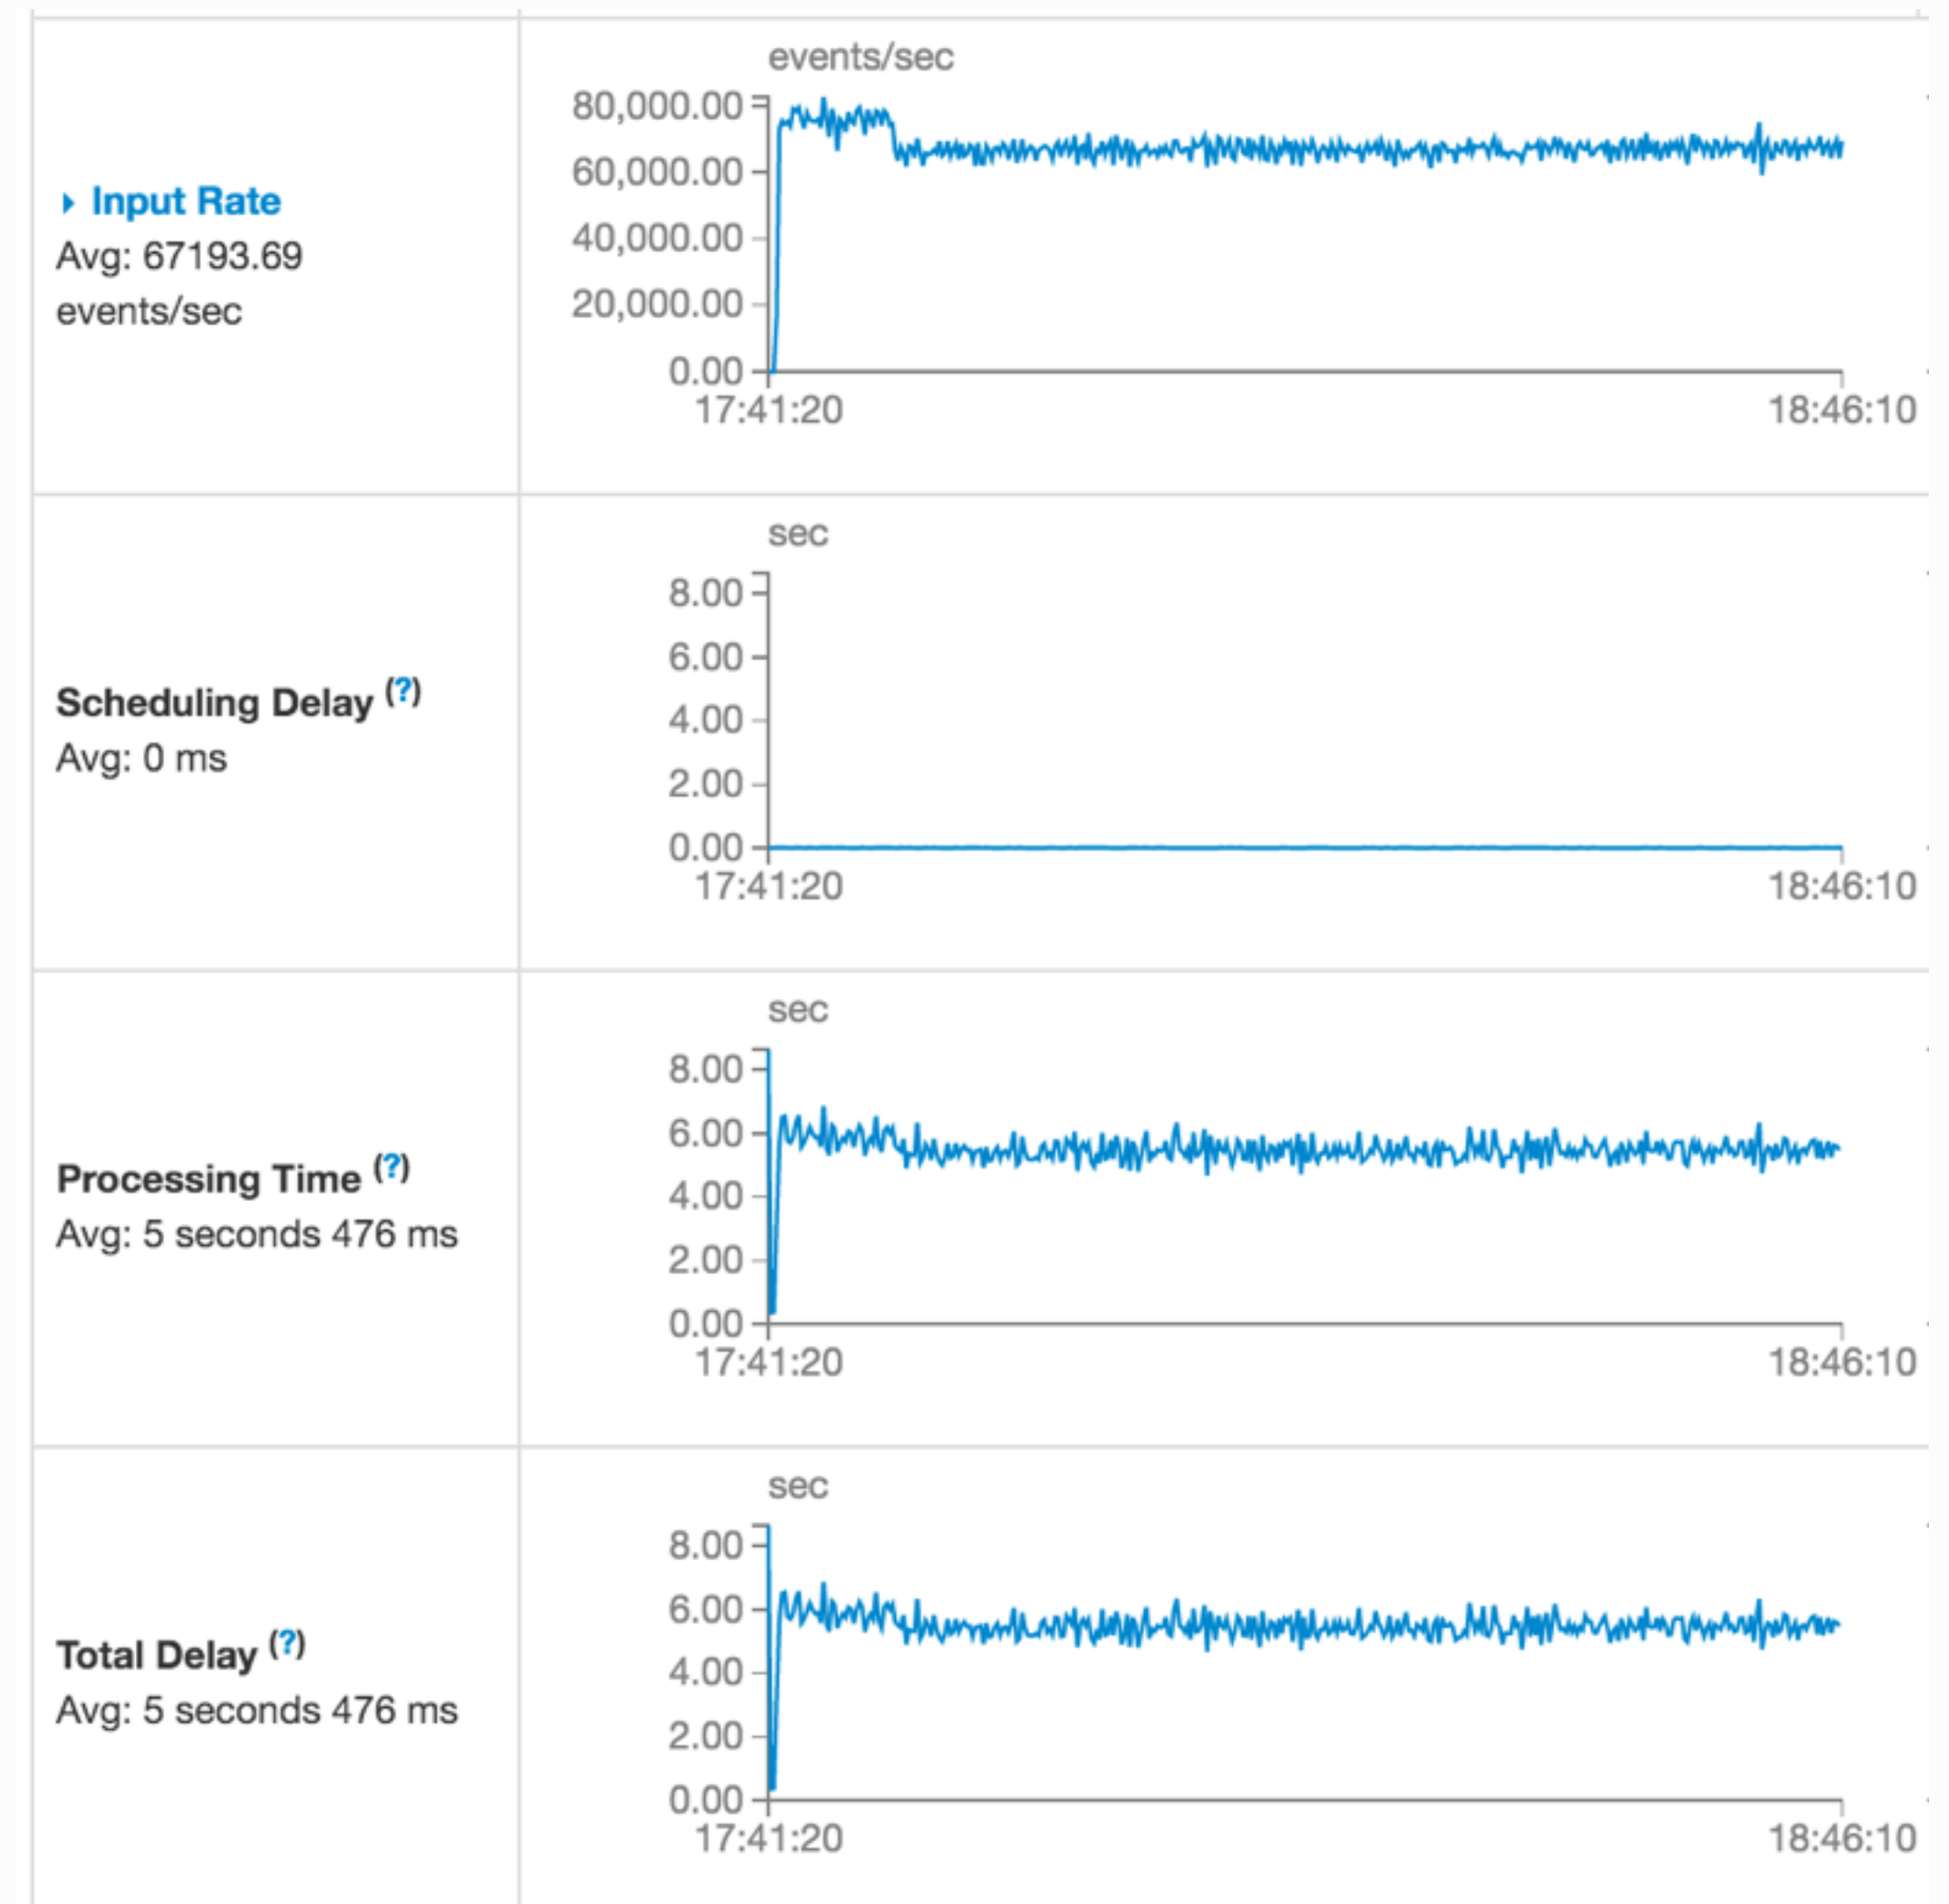 Input Rate
Avg: 67193.69
events/sec
events/sec
80,000.00
60,000.00
40,000.00
20,000.00
0.00
17:41:20
18:46:10
Scheduling Delay (?)
Avg: 0 ms
sec
8.00
6.00
4.00
2.00
0.00
17:41:20
18:46:10
Processing Time (?)
Avg: 5 seconds 476 ms
sec
8.00
6.00
4.00
2.00
0.00
17:41:20
18:46:10
Total Delay (?)
Avg: 5 seconds 476 ms
sec
8.00
6.00
4.00
2.00
0.00
17:41:20
18:46:10